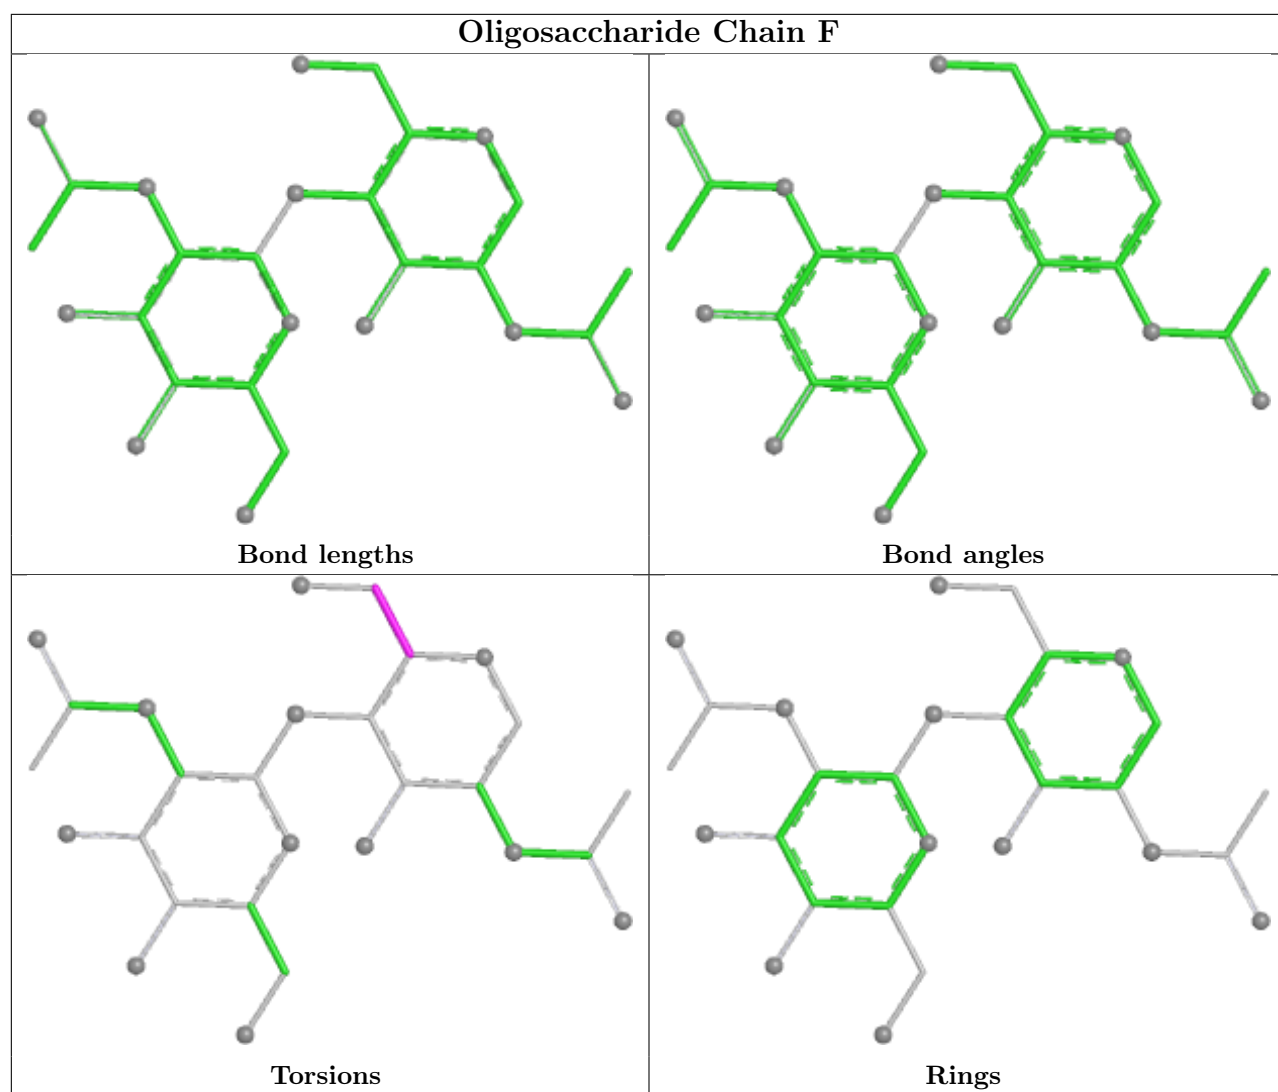 Oligosaccharide Chain F
Bond lengths
Bond angles
Torsions
Rings